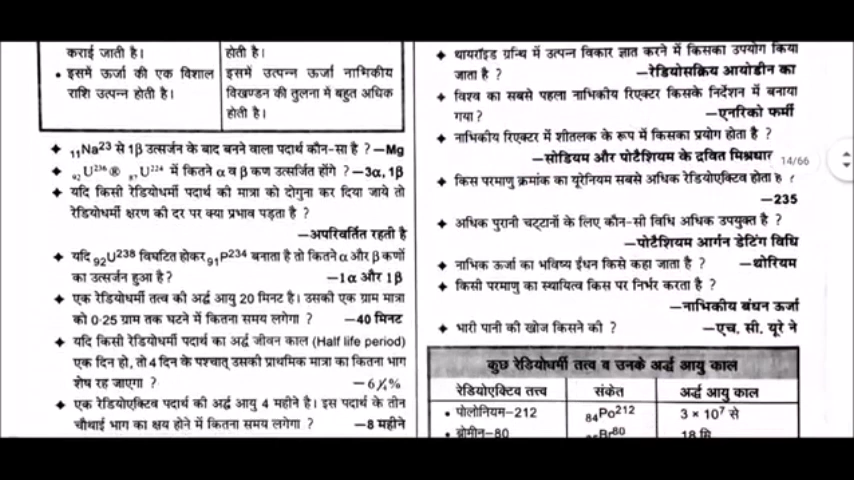 कराई जाती है।
होती है।
• इसमें ऊर्जा की एक विशाल
राशि उत्पन्न होती है।
इसमें उत्पन्न ऊर्जा नाभिकीय
विखण्डन की तुलना में बहुत अधिक
होती है।
₁₁Na²³ से 1β उत्सर्जन के बाद बनने वाला पदार्थ कौन-सा है ? –Mg
₉₂U²³⁶® U²²⁴ में कितने α व β कण उत्सर्जित होंगे ? –3α, 1β
यदि किसी रेडियोधर्मी पदार्थ की मात्रा को दोगुना कर दिया जाये तो
रेडियोधर्मी क्षरण की दर पर क्या प्रभाव पड़ता है ?
–अपरिवर्तित रहती है
यदि ₉₂U²³⁸ विघटित होकर ₉₁P²³⁴ बनाता है तो कितने α और β कणों
का उत्सर्जन हुआ है ? –1α और 1β
एक रेडियोधर्मी तत्व की अर्द्ध आयु 20 मिनट है। उसकी एक ग्राम मात्रा
को 0·25 ग्राम तक घटने में कितना समय लगेगा ? –40 मिनट
यदि किसी रेडियोधर्मी पदार्थ का अर्द्ध जीवन काल (Half life period)
एक दिन हो, तो 4 दिन के पश्चात् उसकी प्राथमिक मात्रा का कितना भाग
शेष रह जाएगा ?
एक रेडियोएक्टिव पदार्थ की अर्द्ध आयु 4 महीने है। इस पदार्थ के तीन
चौथाई भाग का क्षय होने में कितना समय लगेगा ? –8 महीने
थायरॉइड ग्रन्थि में उत्पन्न विकार ज्ञात करने में किसका उपयोग किया
जाता है ? –रेडियोसक्रिय आयोडीन का
विश्व का सबसे पहला नाभिकीय रिएक्टर किसके निर्देशन में बनाया
गया ? –एनरिको फर्मी
नाभिकीय रिएक्टर में शीतलक के रूप में किसका प्रयोग होता है ?
–सोडियम और पोटैशियम के द्रवित मिश्रधातु
14/66
किस परमाणु क्रमांक का यूरेनियम सबसे अधिक रेडियोएक्टिव होता है ?
–235
अधिक पुरानी चट्टानों के लिए कौन-सी विधि अधिक उपयुक्त है ?
–पोटैशियम आर्गन डेटिंग विधि
नाभिक ऊर्जा का भविष्य ईंधन किसे कहा जाता है ? –थोरियम
किसी परमाणु का स्थायित्व किस पर निर्भर करता है ?
–नाभिकीय बंधन ऊर्जा
भारी पानी की खोज किसने की ? –एच. सी. यूरे ने
कुछ रेडियोधर्मी तत्व व उनके अर्द्ध आयु काल
रेडियोएक्टिव तत्त्व संकेत अर्द्ध आयु काल
• पोलोनियम–212 ₈₄Po²¹² 3 × 10⁷ से
• ब्रोमीन–80 Br⁸⁰ 18 मि